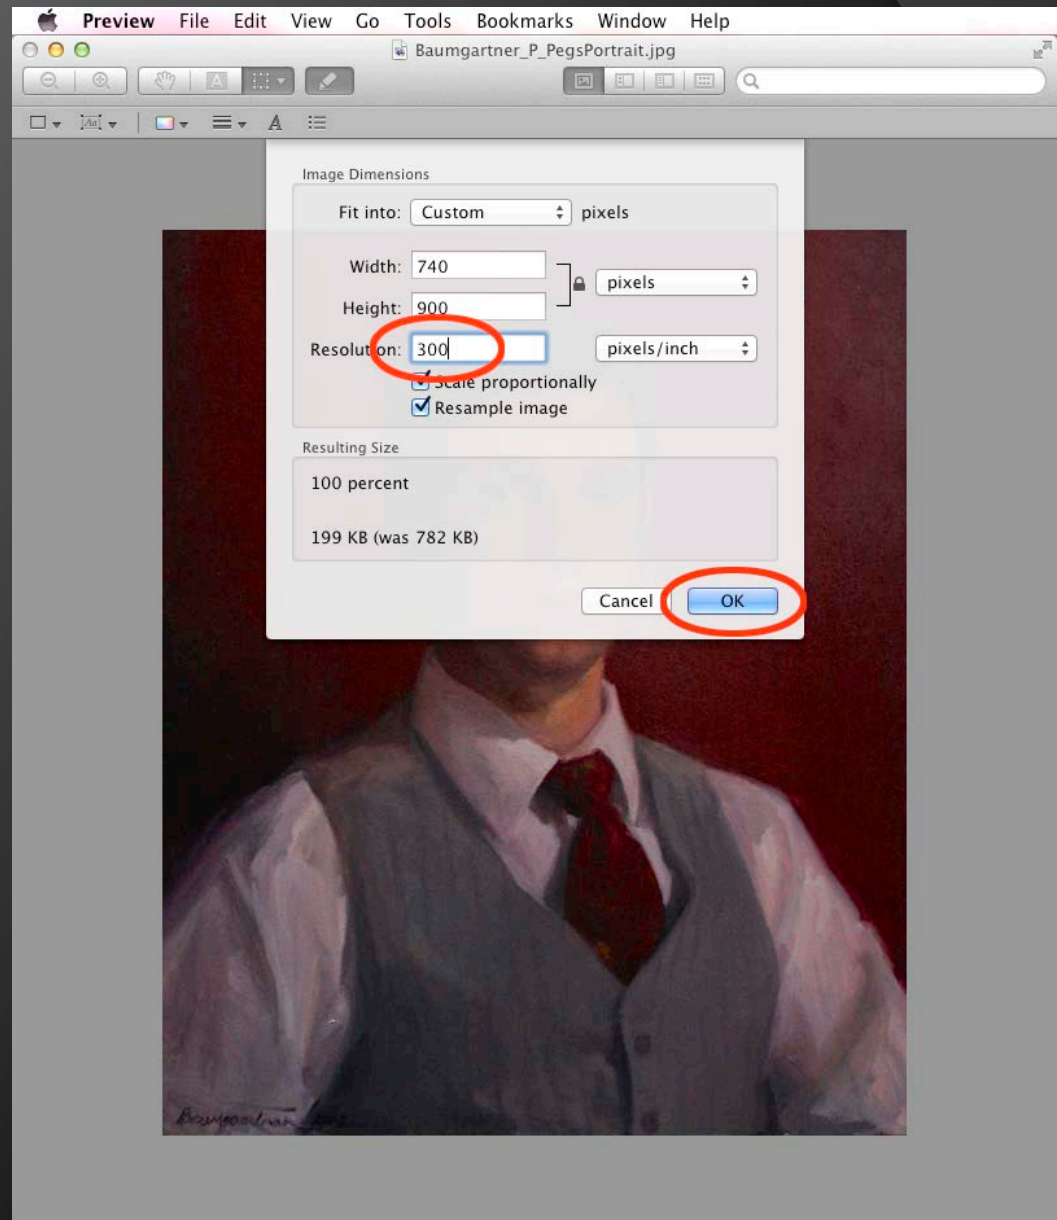 Preview File Edit View Go Tools Bookmarks Window Help
Baumgartner_P_PegsPortrait.jpg
A
Aa A
Image Dimensions
Fit into: Custom pixels
Width: 740
pixels
Height: 900
Resolution: 300 pixels/inch
Scale proportionally
Resample image
Resulting Size
100 percent
199 KB (was 782 KB)
Cancel OK